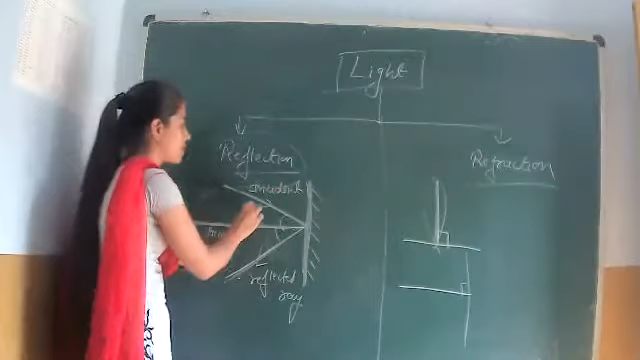 Light
Reflection
Refraction
incident
reflected
ray